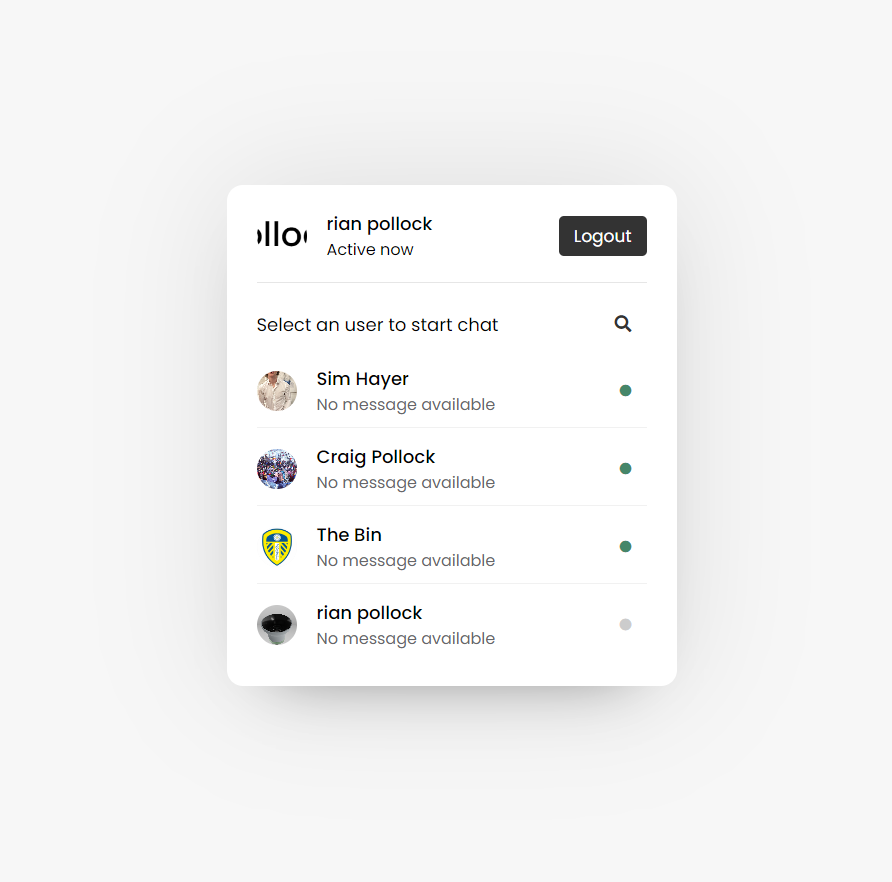 olloc
rian pollock
Active now
Logout
Select an user to start chat
Sim Hayer
No message available
Craig Pollock
No message available
The Bin
No message available
rian pollock
No message available